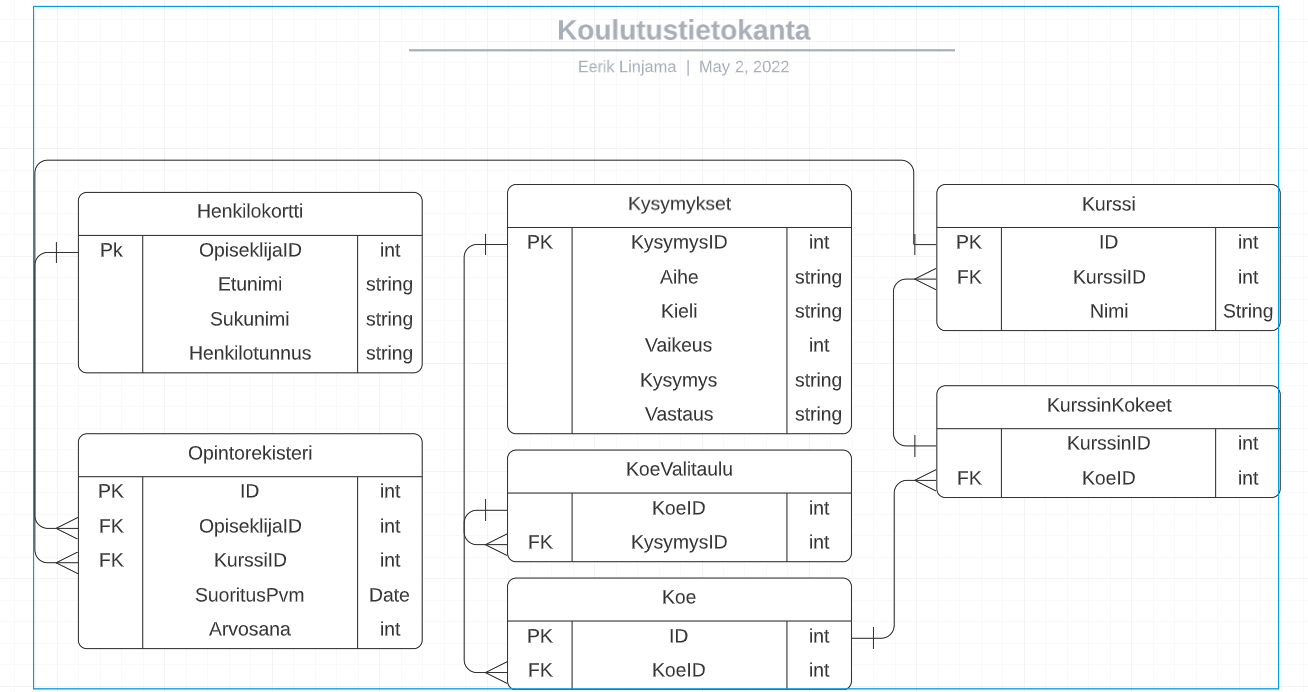 Koulutustietokanta
Eerik Linjama | May 2, 2022
Henkilokortti
Pk OpiseklijaID int
Etunimi string
Sukunimi string
Henkilotunnus string
Opintorekisteri
PK ID int
FK OpiseklijaID int
FK KurssiID int
SuoritusPvm Date
Arvosana int
Kysymykset
PK KysymysID int
Aihe string
Kieli string
Vaikeus int
Kysymys string
Vastaus string
KoeValitaulu
KoeID int
FK KysymysID int
Koe
PK ID int
FK KoeID int
Kurssi
PK ID int
FK KurssiID int
Nimi String
KurssinKokeet
KurssinID int
FK KoeID int